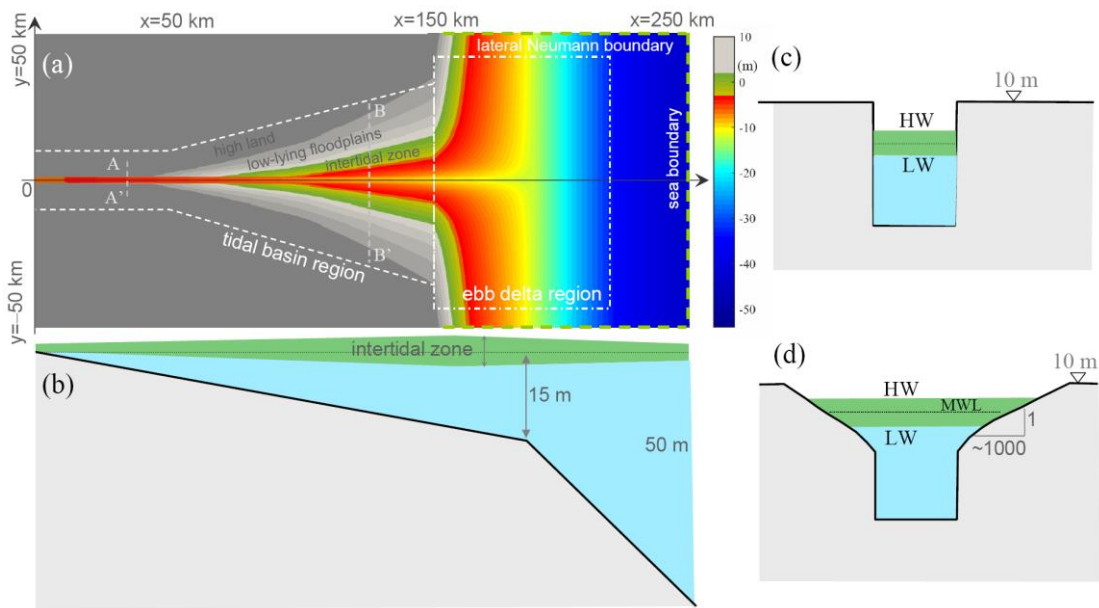 x=50 km
x=150 km
x=250 km
y=50 km
0
y=−50 km
(a)
lateral Neumann boundary
A
A'
B
B'
high land
low-lying floodplains
intertidal zone
tidal basin region
ebb delta region
sea boundary
10
(m)
0
-10
-20
-30
-40
-50
(b)
intertidal zone
15 m
50 m
(c)
10 m
HW
LW
(d)
10 m
HW
MWL
LW
1
~1000